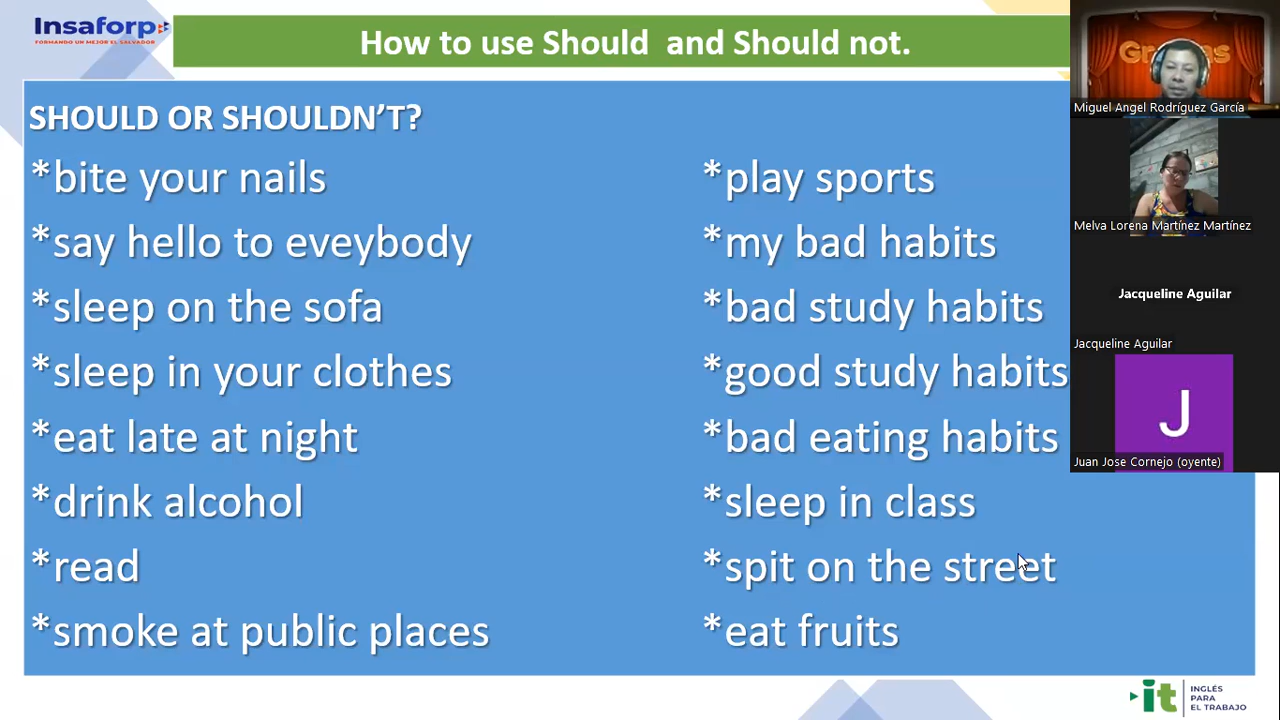 Insaforp
FORMANDO UN MEJOR EL SALVADOR
How to use Should and Should not.
SHOULD OR SHOULDN'T?
*bite your nails
*say hello to eveybody
*sleep on the sofa
*sleep in your clothes
*eat late at night
*drink alcohol
*read
*smoke at public places
*play sports
*my bad habits
*bad study habits
*good study habits
*bad eating habits
*sleep in class
*spit on the street
*eat fruits
Miguel Angel Rodríguez García
Melva Lorena Martínez Martínez
Jacqueline Aguilar
Jacqueline Aguilar
J
Juan Jose Cornejo (oyente)
it
INGLÉS
PARA
EL TRABAJO